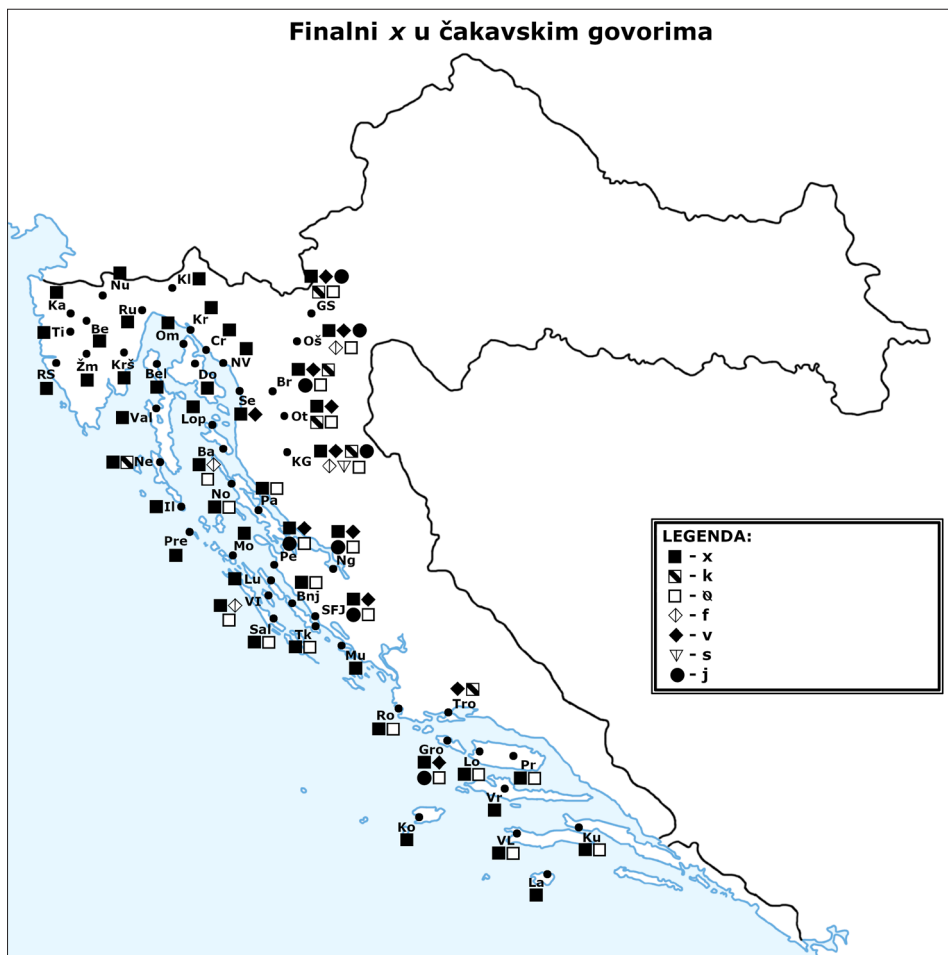 Finalni x u čakavskim govorima
Nu
Kl
Ka
GS
Ru
Be
Kr
Ti
Om
Cr
Oš
RS
Žm
Krš
Bel
Do
NV
Br
Se
Val
Lop
Ot
Ba
KG
Ne
No
Pa
Il
Pre
Mo
Pe
Ng
LEGENDA:
- x
- k
- ⱺ
- f
- v
- s
- j
Lu
VI
Bnj
SFJ
Sal
Tk
Mu
Tro
Ro
Gro
Lo
Pr
Vr
Ko
VL
Ku
La